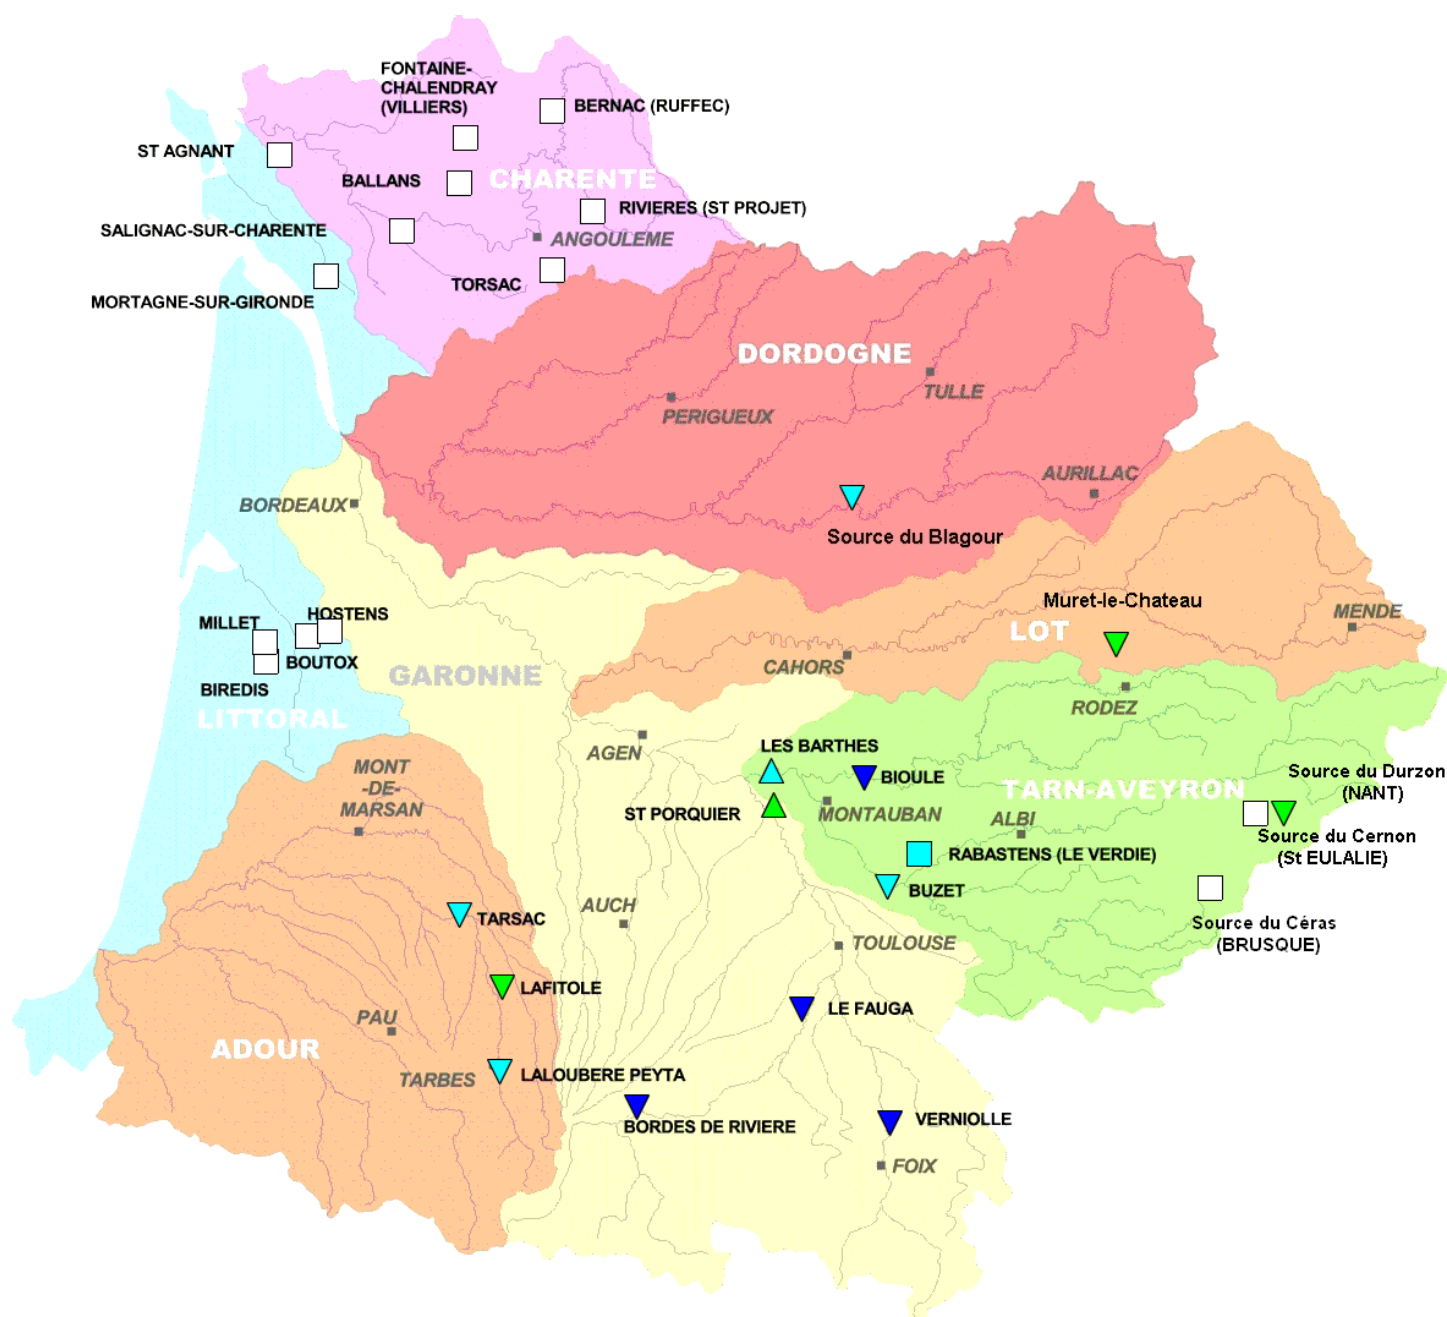 FONTAINE-
CHALENDRAY
(VILLIERS)
BERNAC (RUFFEC)
ST AGNANT
BALLANS
CHARENTE
RIVIERES (ST PROJET)
SALIGNAC-SUR-CHARENTE
ANGOULEME
TORSAC
MORTAGNE-SUR-GIRONDE
DORDOGNE
TULLE
PERIGUEUX
AURILLAC
BORDEAUX
Source du Blagour
Muret-le-Chateau
HOSTENS
MILLET
MENDE
LOT
BOUTOX
CAHORS
GARONNE
BIREDIS
RODEZ
LITTORAL
AGEN
LES BARTHES
MONT
-DE-
MARSAN
BIOULE
Source du Durzon
(NANT)
TARN-AVEYRON
ST PORQUIER
MONTAUBAN
ALBI
Source du Cernon
(St EULALIE)
RABASTENS (LE VERDIE)
BUZET
AUCH
TARSAC
Source du Céras
(BRUSQUE)
TOULOUSE
LAFITOLE
LE FAUGA
PAU
ADOUR
TARBES
LALOUBERE PEYTA
BORDES DE RIVIERE
VERNIOLLE
FOIX